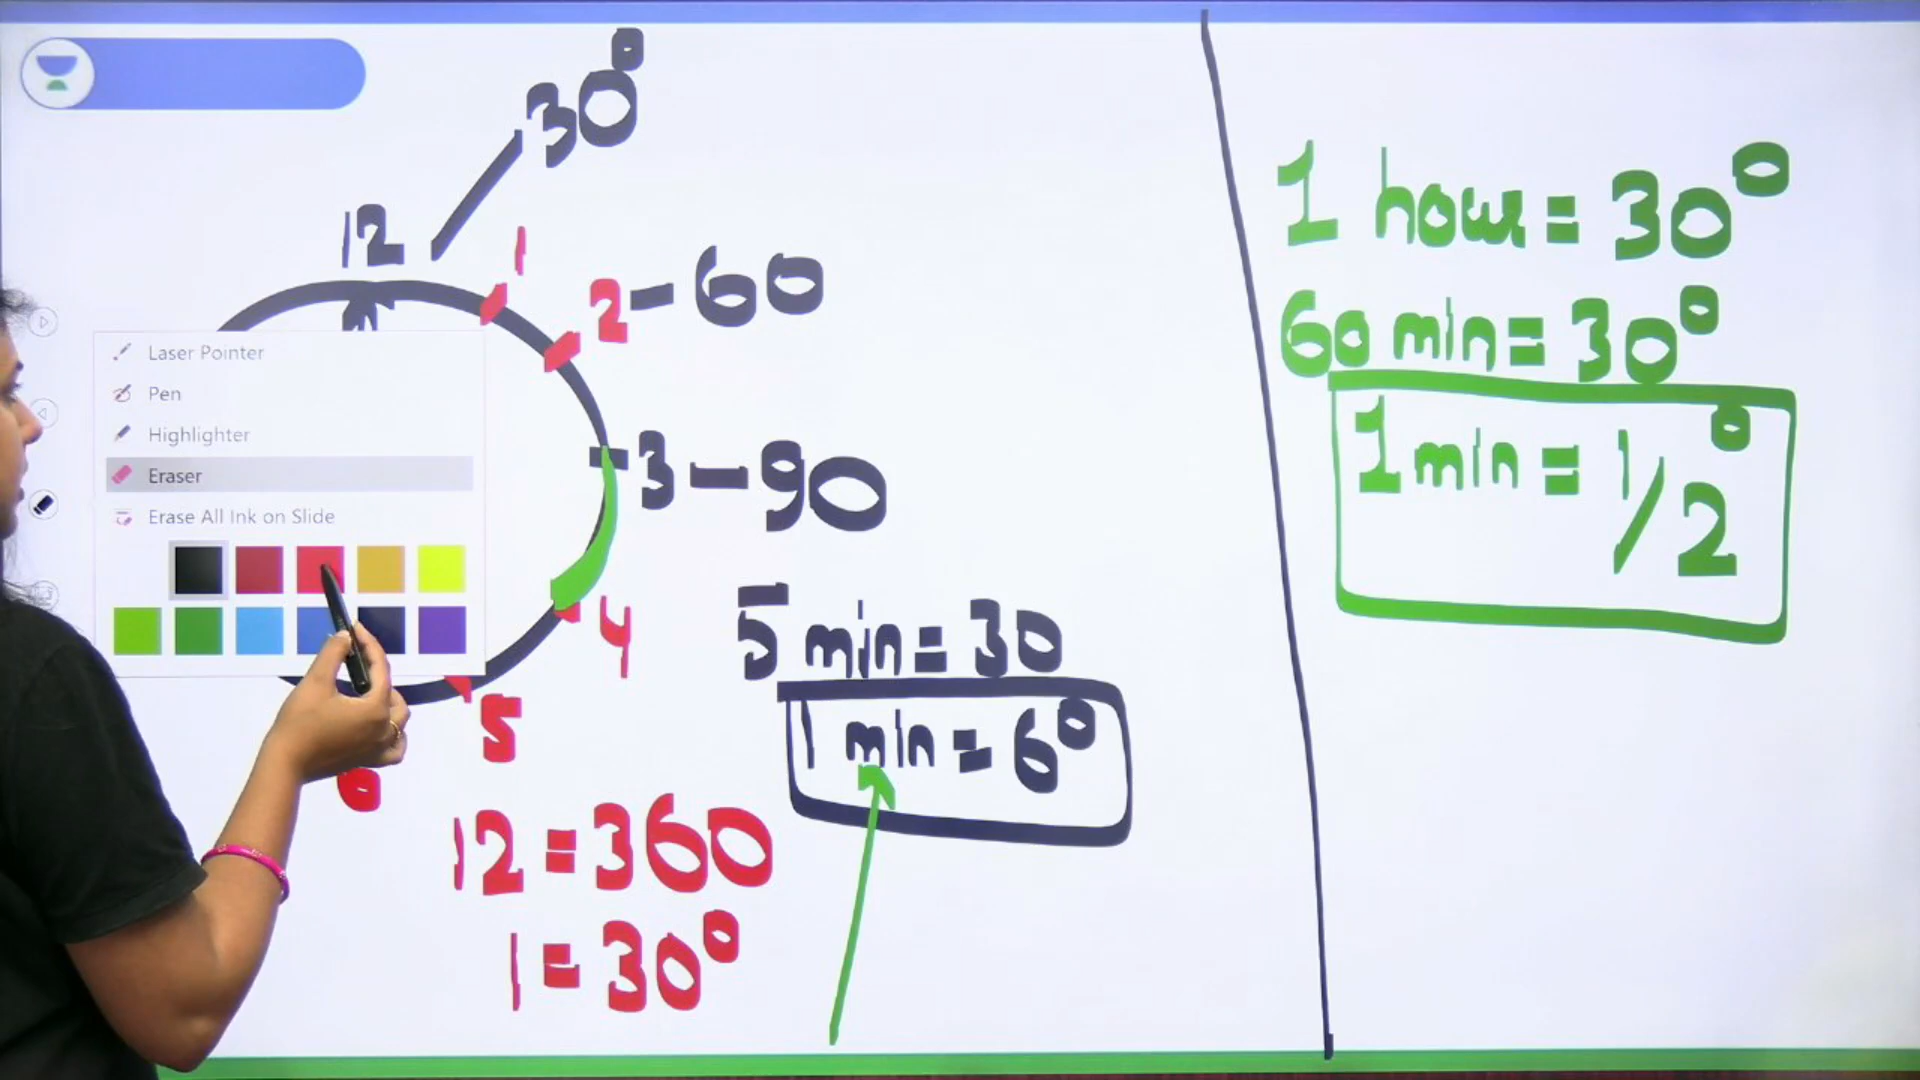 30°
12
1
2 - 60
3 - 90
4
5
6
12 = 360
1 = 30°
5 min = 30
1 min = 6°
1 hour = 30°
60 min = 30°
1 min = 1/2°
Laser Pointer
Pen
Highlighter
Eraser
Erase All Ink on Slide